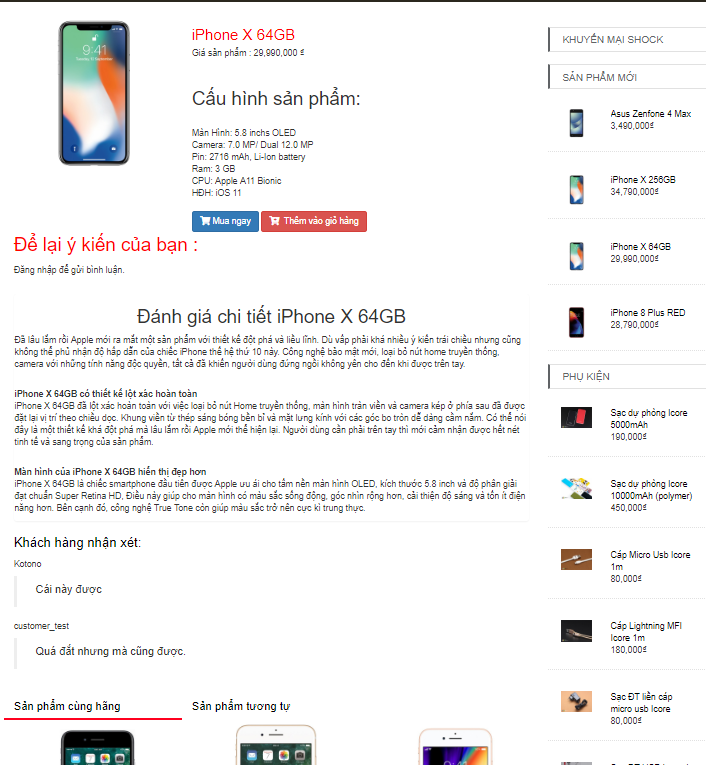 iPhone X 64GB
Giá sản phẩm : 29,990,000 ₫
Cấu hình sản phẩm:
Màn Hình: 5.8 inchs OLED
Camera: 7.0 MP/ Dual 12.0 MP
Pin: 2716 mAh, Li-Ion battery
Ram: 3 GB
CPU: Apple A11 Bionic
HĐH: iOS 11
Mua ngay
Thêm vào giỏ hàng
Để lại ý kiến của bạn :
Đăng nhập để gửi bình luận.
Đánh giá chi tiết iPhone X 64GB
Đã lâu lắm rồi Apple mới ra mắt một sản phẩm với thiết kế đột phá và liều lĩnh. Dù vấp phải khá nhiều ý kiến trái chiều nhưng cũng
không thể phủ nhận độ hấp dẫn của chiếc iPhone thế hệ thứ 10 này. Công nghệ bảo mật mới, loại bỏ nút home truyền thống,
camera với những tính năng độc quyền, tất cả đã khiến người dùng đứng ngồi không yên cho đến khi được trên tay.
iPhone X 64GB có thiết kế lột xác hoàn toàn
iPhone X 64GB đã lột xác hoàn toàn với việc loại bỏ nút Home truyền thống, màn hình tràn viền và camera kép ở phía sau đã được
đặt lại vị trí theo chiều dọc. Khung viền từ thép sáng bóng bền bỉ và mặt lưng kính với các góc bo tròn dễ dàng cầm nắm. Có thể nói
đây là một thiết kế khá đột phá mà lâu lắm rồi Apple mới thể hiện lại. Người dùng cần phải trên tay thì mới cảm nhận được hết nét
tinh tế và sang trọng của sản phẩm.
Màn hình của iPhone X 64GB hiển thị đẹp hơn
iPhone X 64GB là chiếc smartphone đầu tiên được Apple ưu ái cho tấm nền màn hình OLED, kích thước 5.8 inch và độ phân giải
đạt chuẩn Super Retina HD, Điều này giúp cho màn hình có màu sắc sống động, góc nhìn rộng hơn, cải thiện độ sáng và tốn ít điện
năng hơn. Bên cạnh đó, công nghệ True Tone còn giúp màu sắc trở nên cực kì trung thực.
Khách hàng nhận xét:
Kotono
Cái này được
customer_test
Quá đắt nhưng mà cũng được.
Sản phẩm cùng hãng
Sản phẩm tương tự
KHUYẾN MẠI SHOCK
SẢN PHẨM MỚI
Asus Zenfone 4 Max
3,490,000₫
iPhone X 256GB
34,790,000₫
iPhone X 64GB
29,990,000₫
iPhone 8 Plus RED
28,790,000₫
PHỤ KIỆN
Sạc dự phòng Icore
5000mAh
190,000₫
Sạc dự phòng Icore
10000mAh (polymer)
450,000₫
Cáp Micro Usb Icore
1m
80,000₫
Cáp Lightning MFI
Icore 1m
180,000₫
Sạc ĐT liền cáp
micro usb Icore
80,000₫